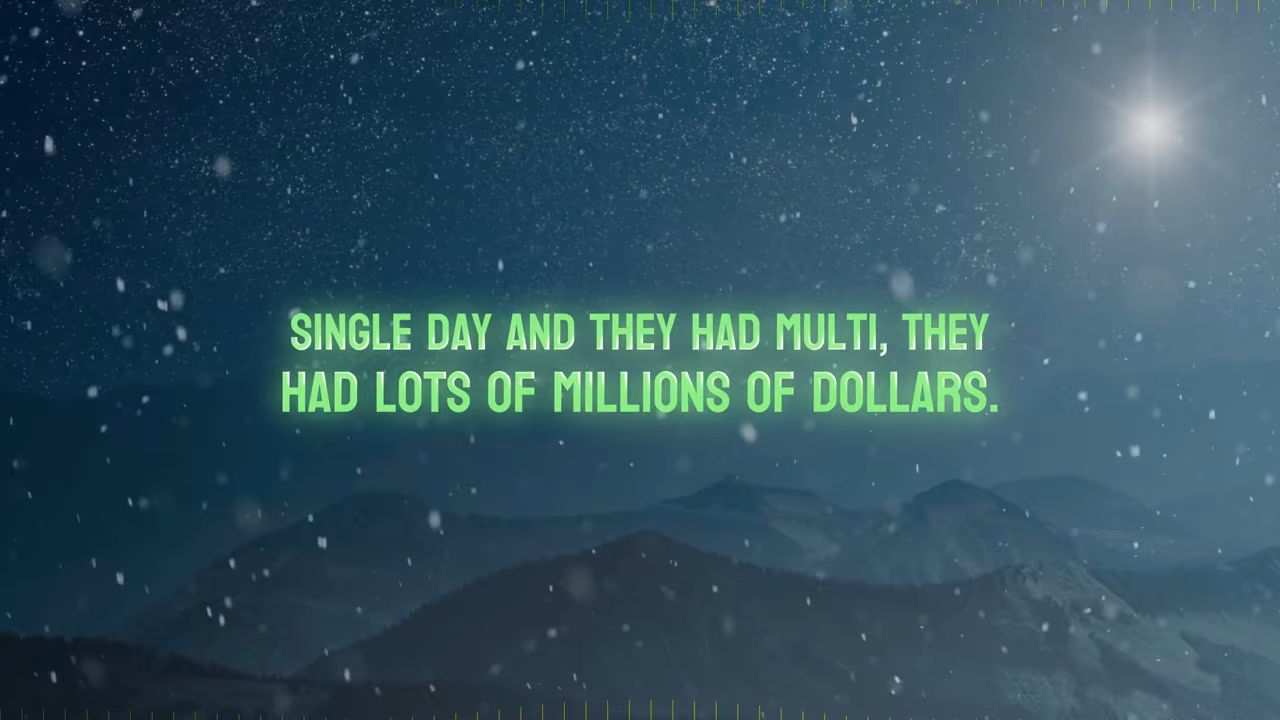 SINGLE DAY AND THEY HAD MULTI, THEY
HAD LOTS OF MILLIONS OF DOLLARS.